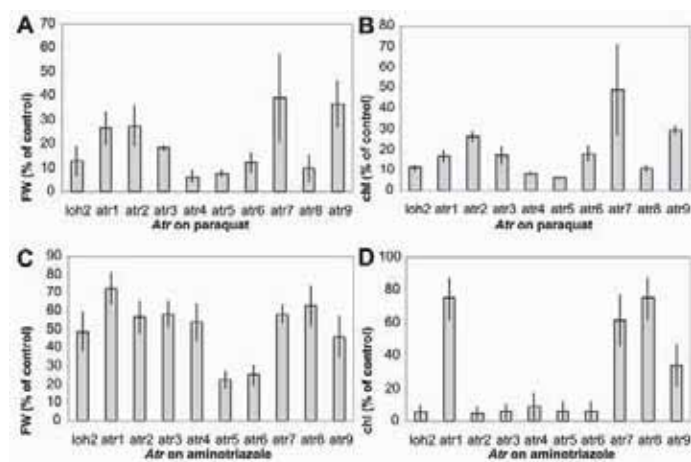 A
B
70
60
50
40
30
20
10
0
FW (% of control)
loh2 atr1 atr2 atr3 atr4 atr5 atr6 atr7 atr8 atr9
Atr on paraquat
80
70
60
50
40
30
20
10
0
chl (% of control)
loh2 atr1 atr2 atr3 atr4 atr5 atr6 atr7 atr8 atr9
Atr on paraquat
C
D
90
80
70
60
50
40
30
20
10
0
FW (% of control)
loh2 atr1 atr2 atr3 atr4 atr5 atr6 atr7 atr8 atr9
Atr on aminotriazole
100
80
60
40
20
0
chl (% of control)
loh2 atr1 atr2 atr3 atr4 atr5 atr6 atr7 atr8 atr9
Atr on aminotriazole